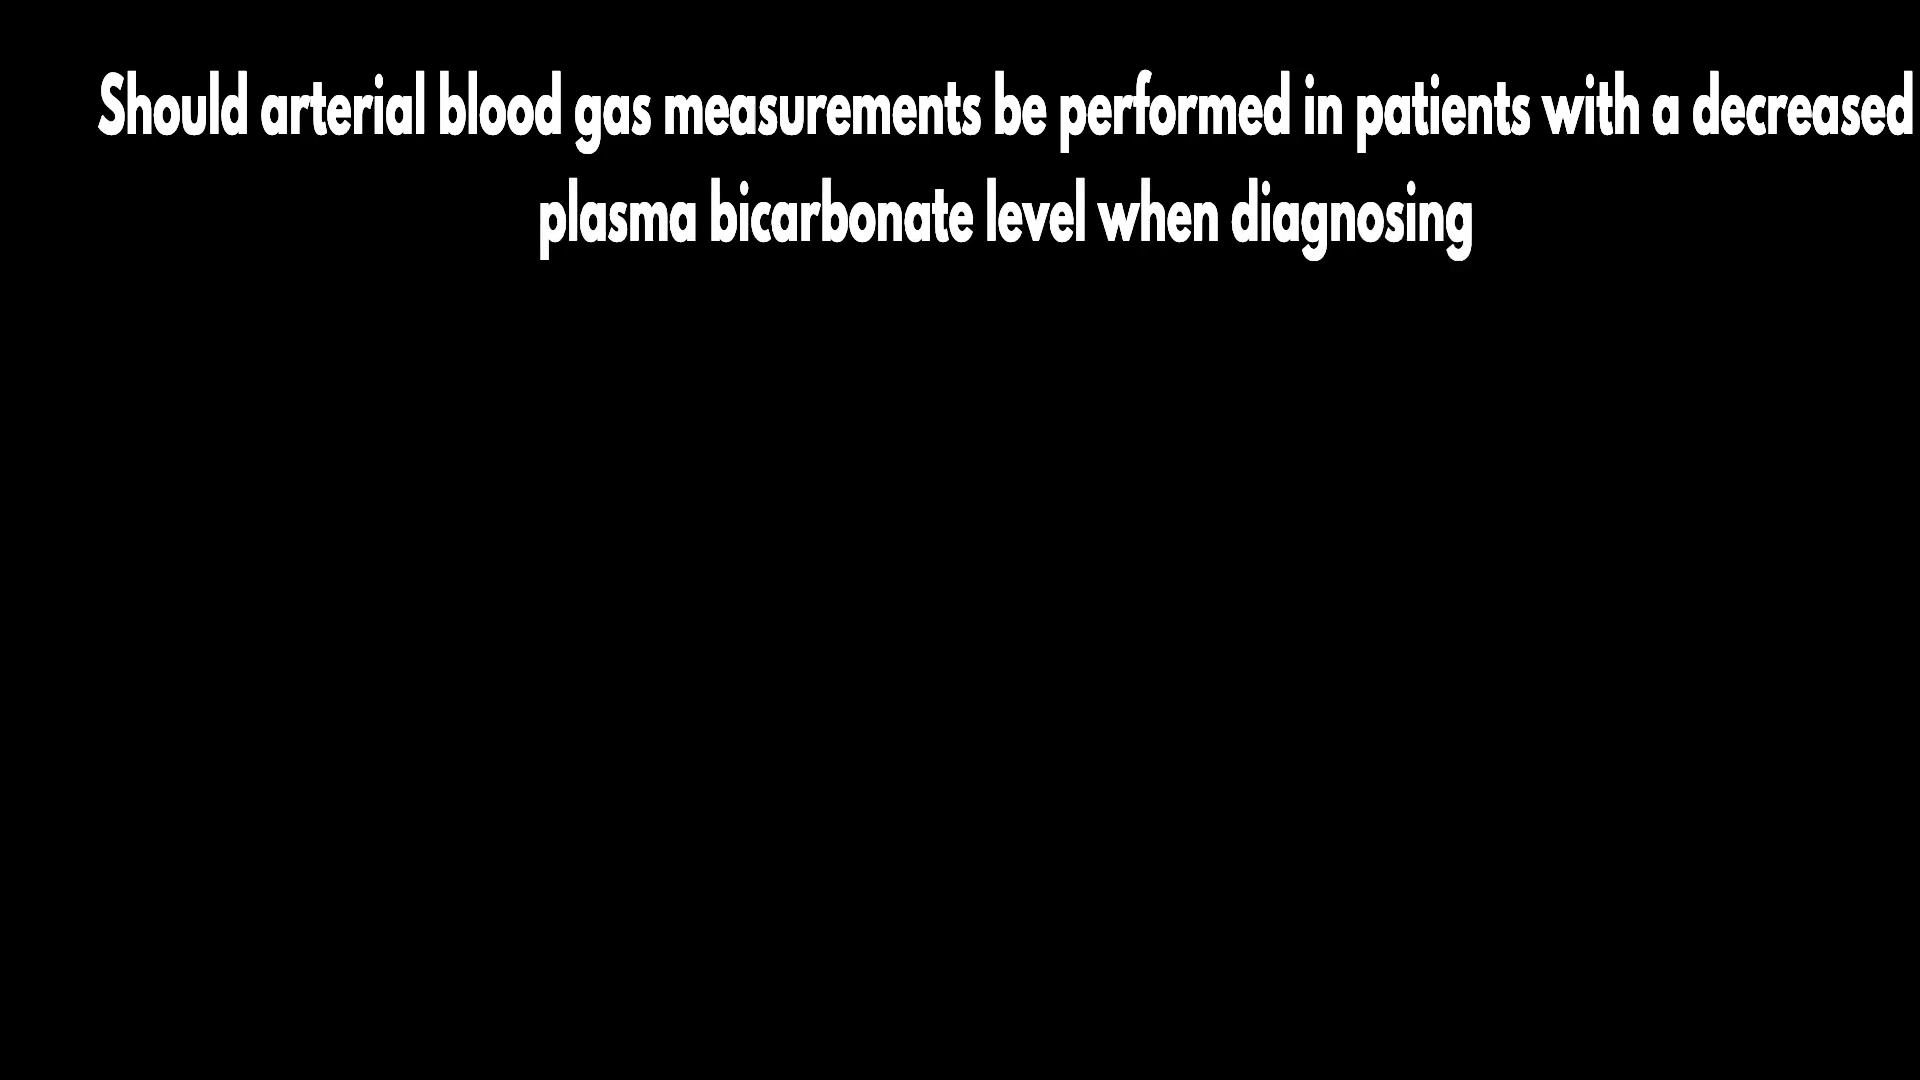 Should arterial blood gas measurements be performed in patients with a decreased
plasma bicarbonate level when diagnosing